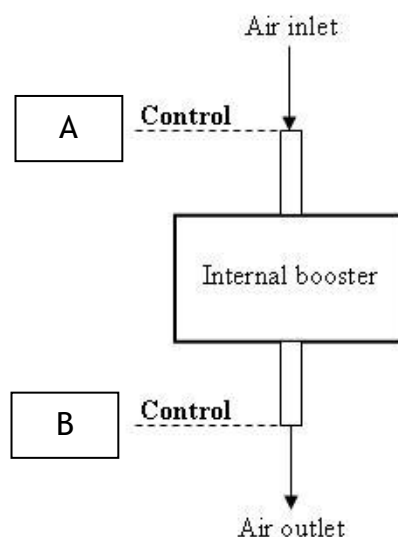 Air inlet
A
Control
Internal booster
B
Control
Air outlet